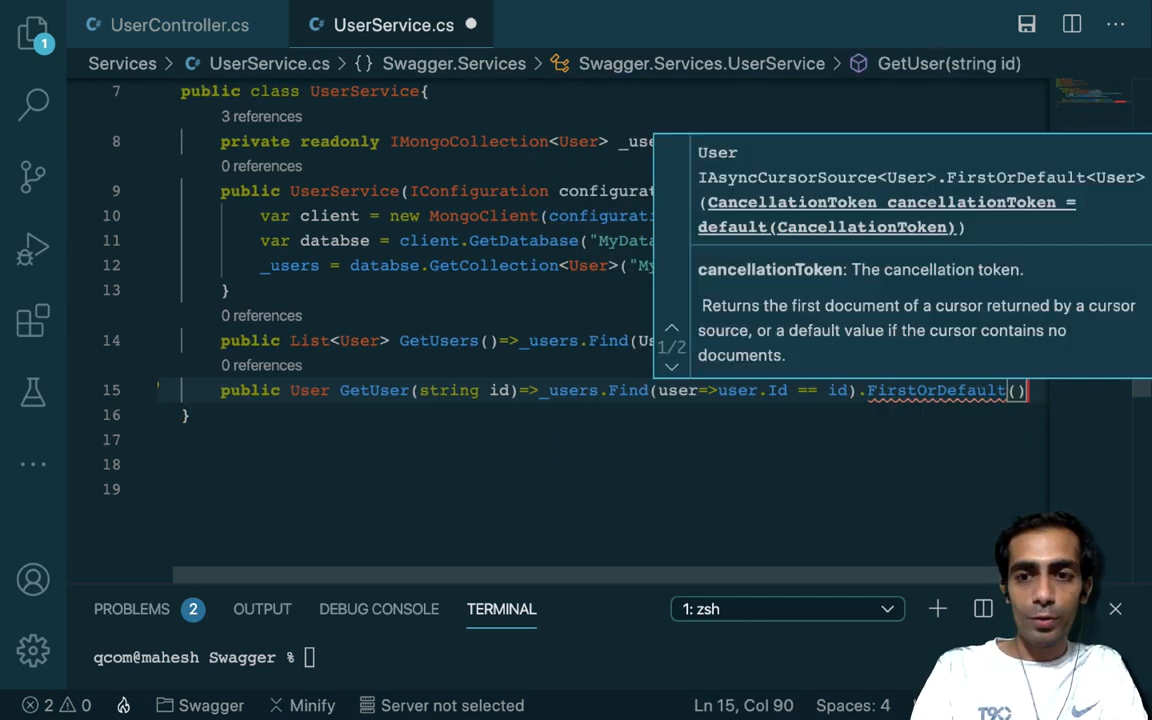 UserController.cs
UserService.cs
1
Services > UserService.cs > {} Swagger.Services > Swagger.Services.UserService > GetUser(string id)
7 public class UserService{
3 references
8 private readonly IMongoCollection<User> _use
0 references
9 public UserService(IConfiguration configurat
10 var client = new MongoClient(configurati
11 var databse = client.GetDatabase("MyData
12 _users = databse.GetCollection<User>("My
13 }
0 references
14 public List<User> GetUsers()=>_users.Find(Us
0 references
15 public User GetUser(string id)=>_users.Find(user=>user.Id == id).FirstOrDefault()
16 }
17
18
19
User
IAsyncCursorSource<User>.FirstOrDefault<User>
(CancellationToken cancellationToken =
default(CancellationToken))
cancellationToken: The cancellation token.
Returns the first document of a cursor returned by a cursor
source, or a default value if the cursor contains no
documents.
1/2
PROBLEMS 2 OUTPUT DEBUG CONSOLE TERMINAL 1: zsh
qcom@mahesh Swagger %
2 0 Swagger Minify Server not selected Ln 15, Col 90 Spaces: 4